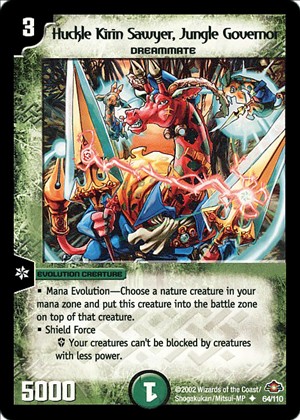 3
Huckle Kirin Sawyer, Jungle Governor
DREAMMATE
EVOLUTION CREATURE
▪ Mana Evolution—Choose a nature creature in your
mana zone and put this creature into the battle zone
on top of that creature.
▪ Shield Force
Your creatures can't be blocked by creatures
with less power.
5000
1
©2002 Wizards of the Coast/
Shogakukan/Mitsui-MP ♦ 64/110